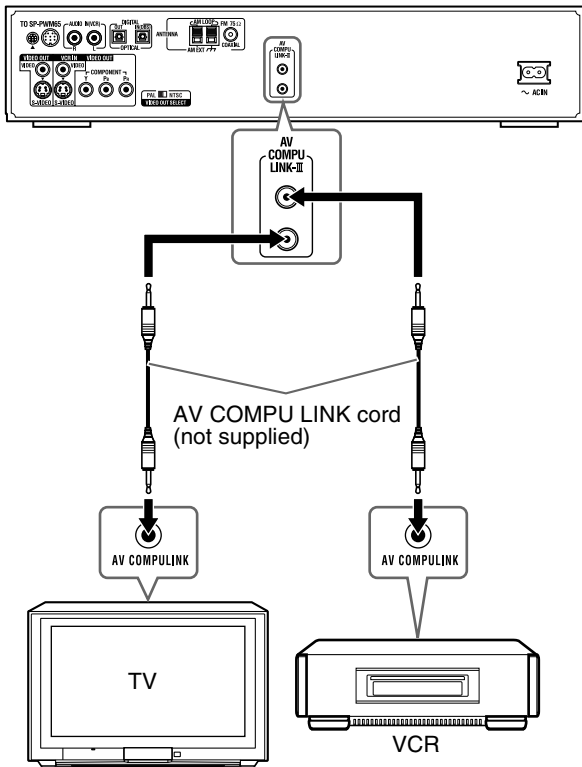 TO SP-PWM65
AUDIO IN(VCR)
R L
DIGITAL
OUT IN(DBS)
OPTICAL
ANTENNA
AM LOOP
AM EXT
FM 75Ω
COAXIAL
AV
COMPU
LINK-III
VIDEO OUT VCR IN VIDEO OUT
VIDEO VIDEO
COMPONENT
Y PB PR
S-VIDEO S-VIDEO
PAL NTSC
VIDEO OUT SELECT
~ AC IN
AV
COMPU
LINK-III
AV COMPU LINK cord
(not supplied)
AV COMPULINK
AV COMPULINK
TV
VCR